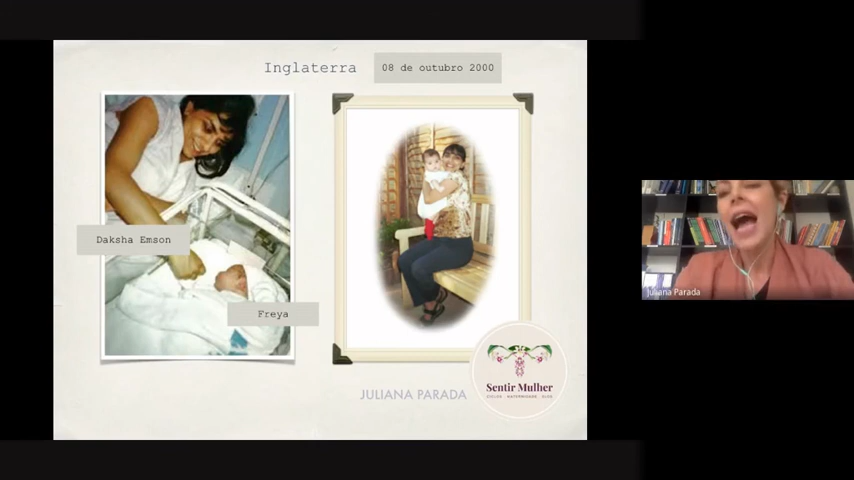 Inglaterra
08 de outubro 2000
Daksha Emson
Freya
JULIANA PARADA
Sentir Mulher
Juliana Parada